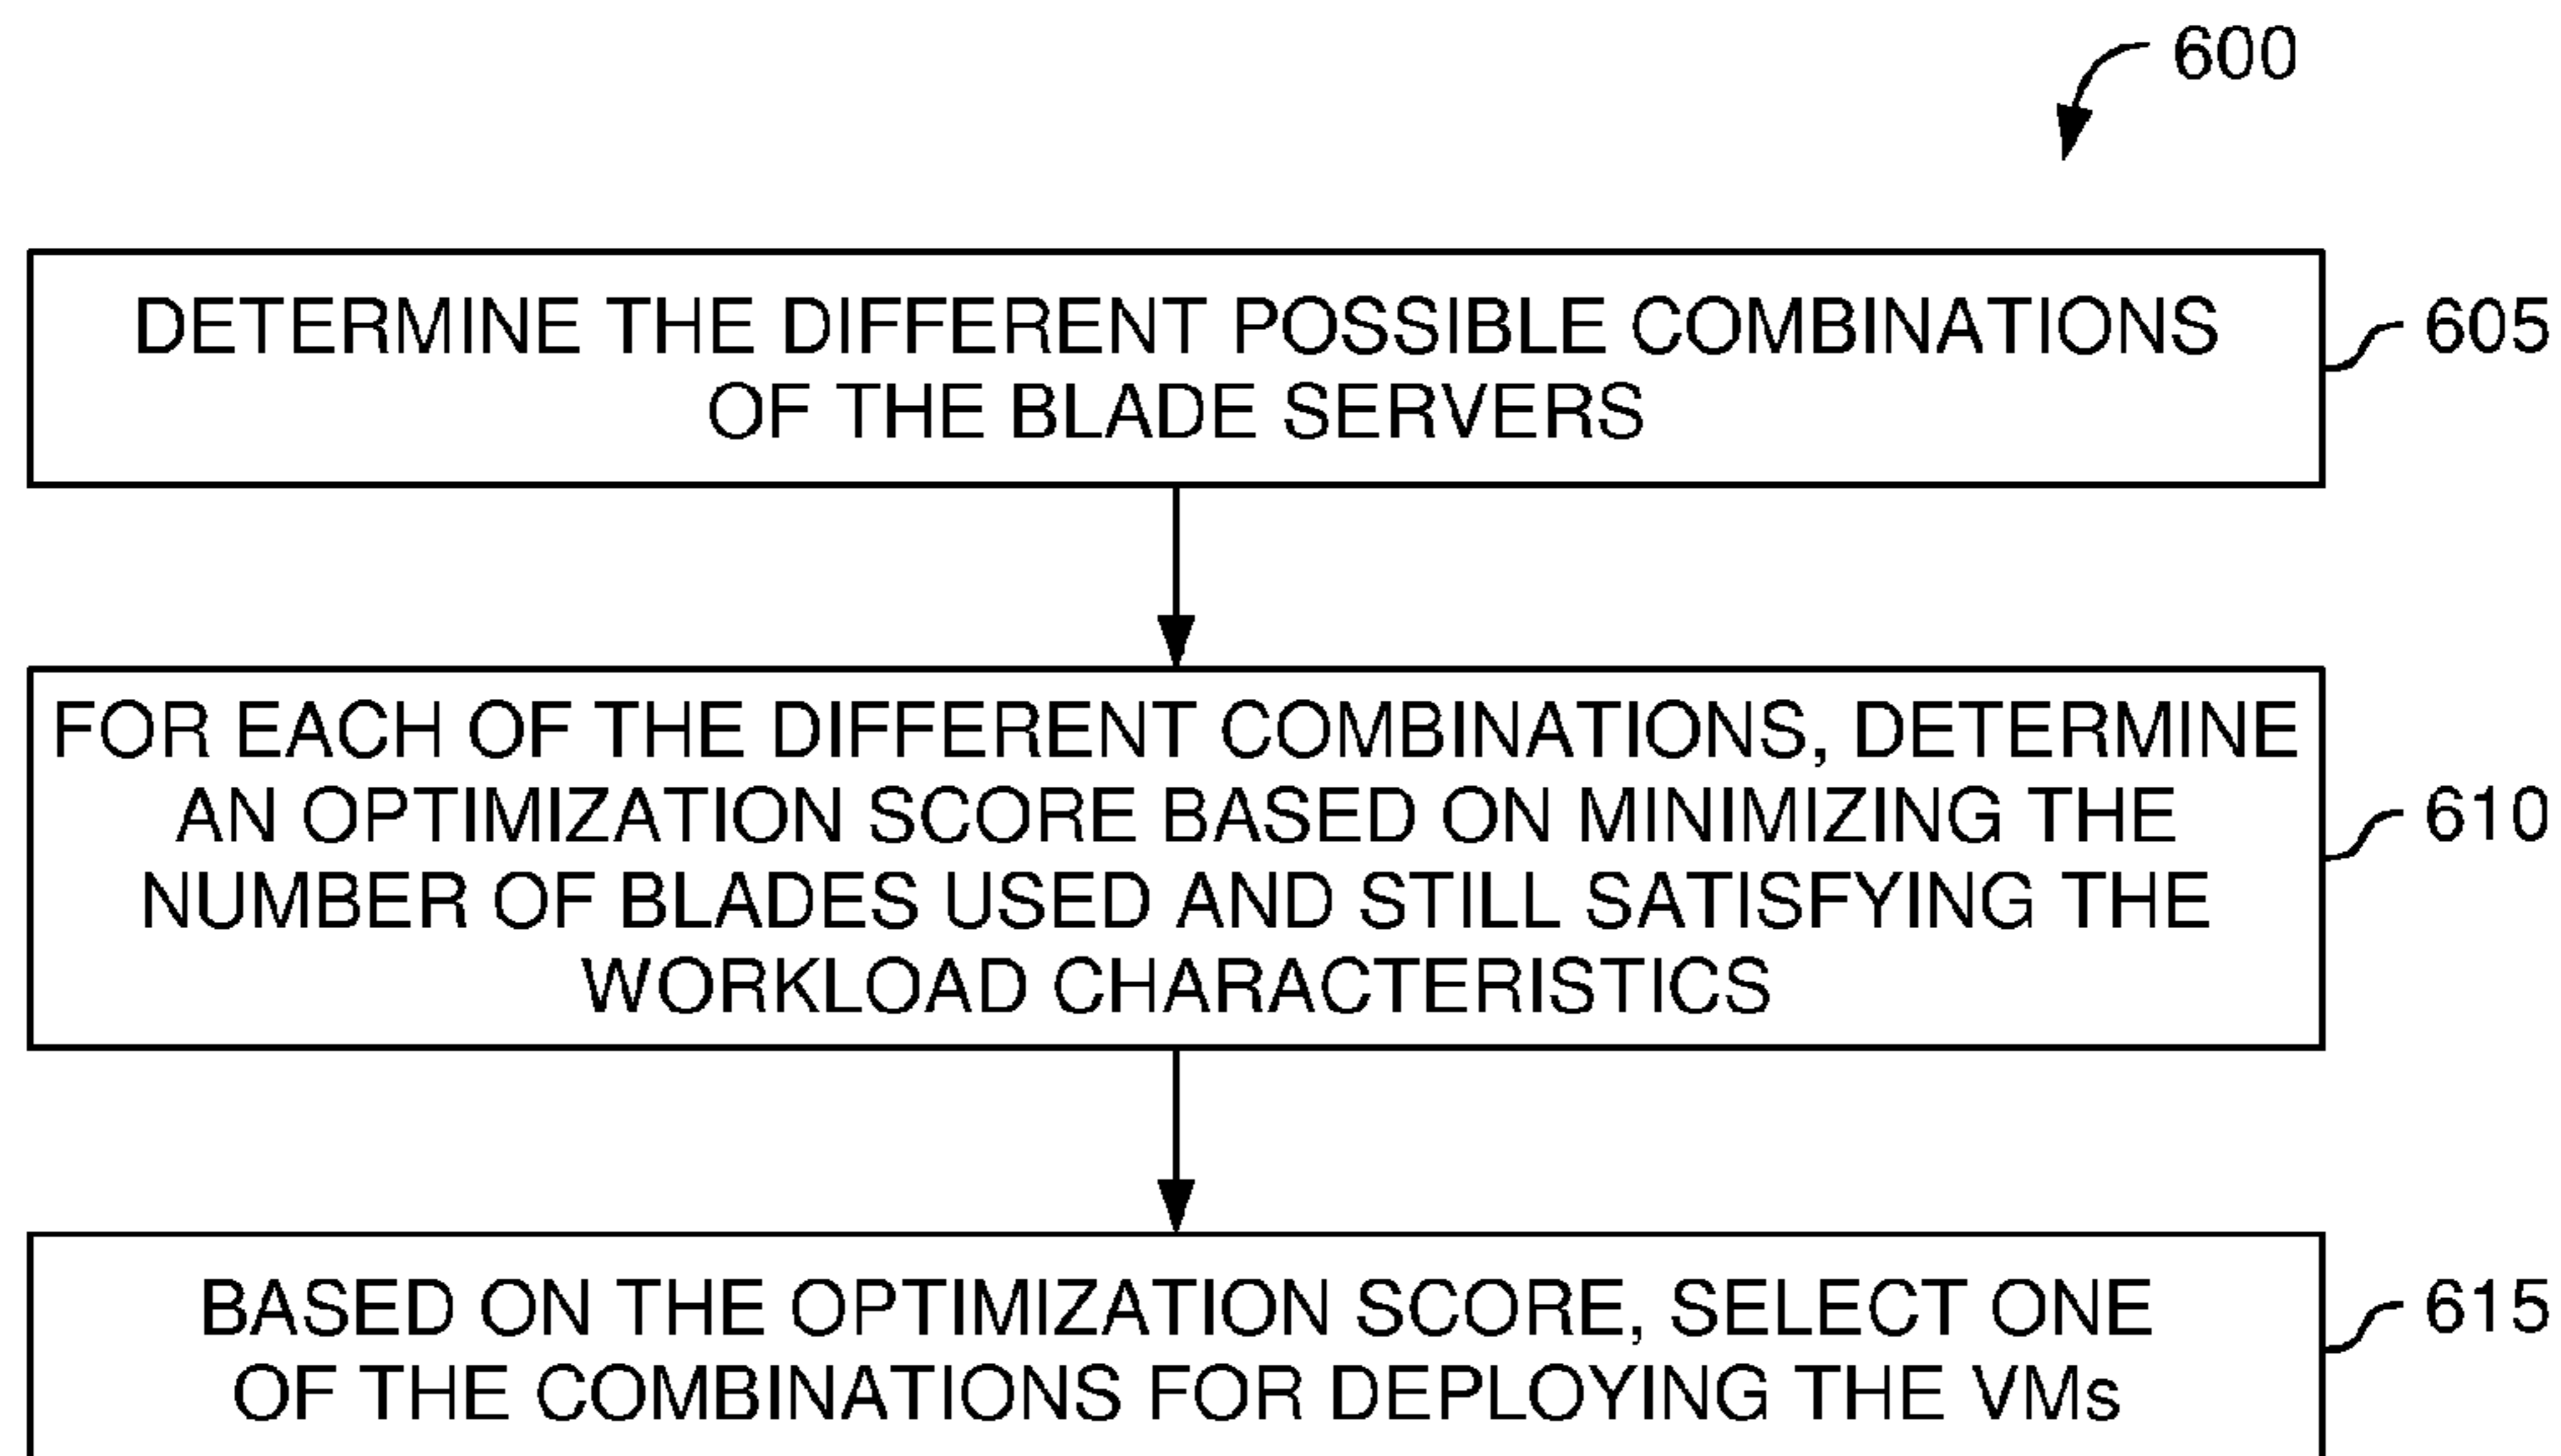 600
DETERMINE THE DIFFERENT POSSIBLE COMBINATIONS
OF THE BLADE SERVERS
605
FOR EACH OF THE DIFFERENT COMBINATIONS, DETERMINE
AN OPTIMIZATION SCORE BASED ON MINIMIZING THE
NUMBER OF BLADES USED AND STILL SATISFYING THE
WORKLOAD CHARACTERISTICS
610
BASED ON THE OPTIMIZATION SCORE, SELECT ONE
OF THE COMBINATIONS FOR DEPLOYING THE VMs
615